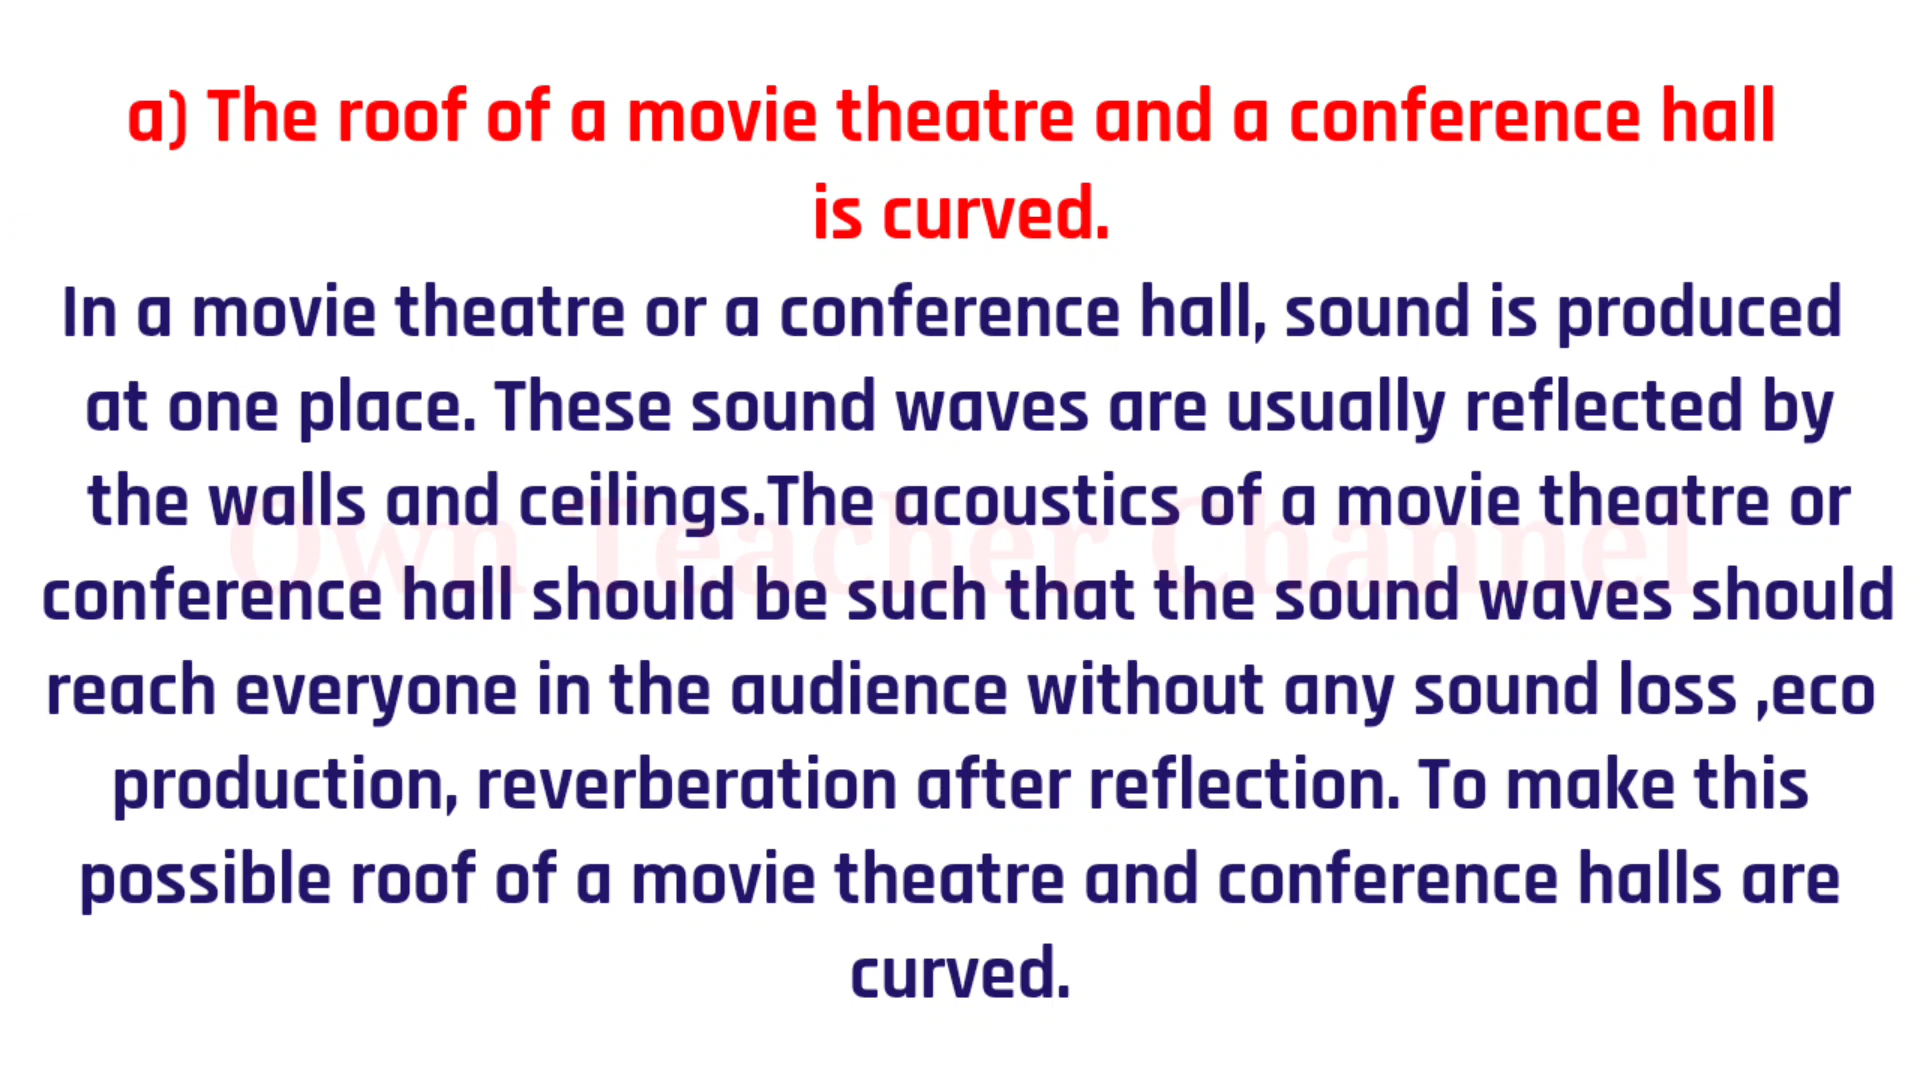 a) The roof of a movie theatre and a conference hall
is curved.
In a movie theatre or a conference hall, sound is produced
at one place. These sound waves are usually reflected by
the walls and ceilings.The acoustics of a movie theatre or
Own Teacher Channel
conference hall should be such that the sound waves should
reach everyone in the audience without any sound loss ,eco
production, reverberation after reflection. To make this
possible roof of a movie theatre and conference halls are
curved.